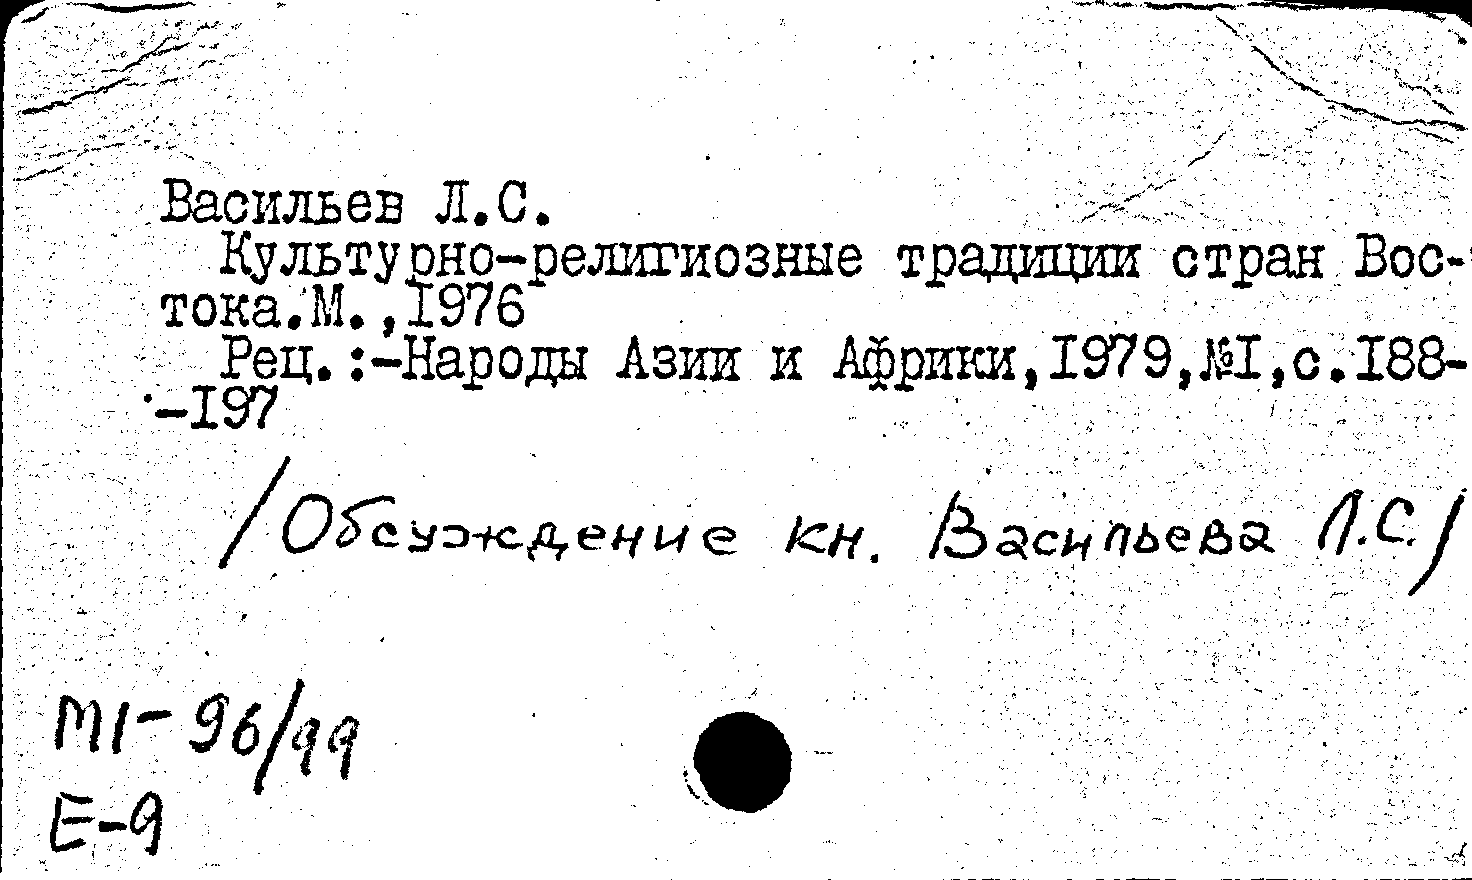 Васильев Л.С.
Культурно-религиозные традиции стран Вос-
тока.М.,1976
Рец.:-Народы Азии и Африки,1979,№1,с.188-
-197
/Обсуждение кн. Васильева Л.С./
М1-96/99
Е-9